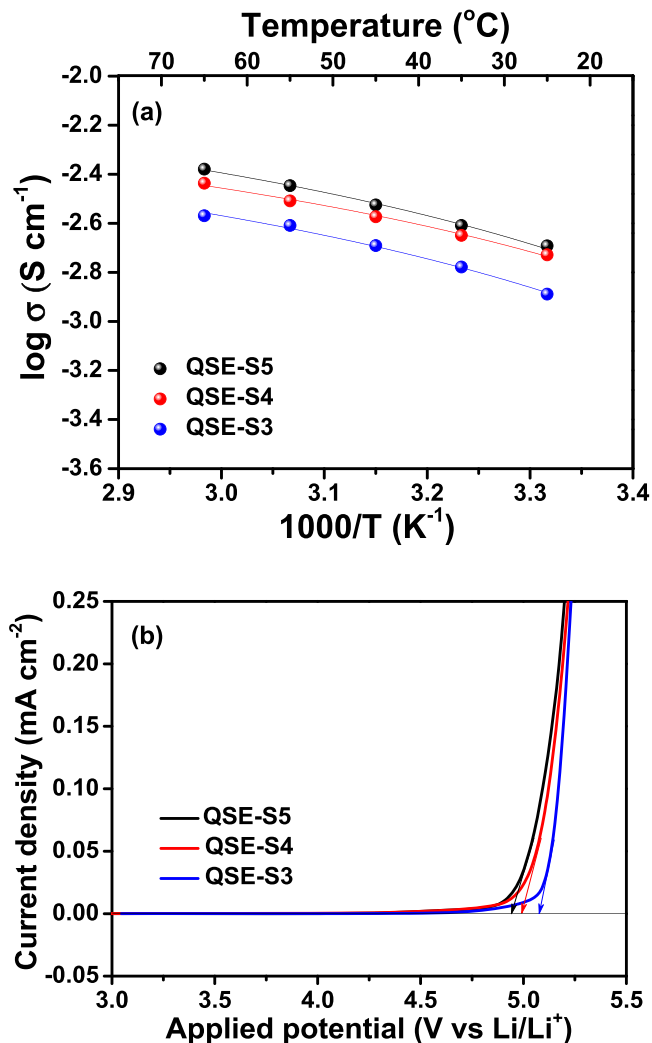 Temperature (°C)
70 60 50 40 30 20
(a)
-2.0
-2.2
-2.4
-2.6
-2.8
-3.0
-3.2
-3.4
-3.6
log σ (S cm⁻¹)
QSE-S5
QSE-S4
QSE-S3
2.9 3.0 3.1 3.2 3.3 3.4
1000/T (K⁻¹)
(b)
0.25
0.20
0.15
0.10
0.05
0.00
-0.05
Current density (mA cm⁻²)
QSE-S5
QSE-S4
QSE-S3
3.0 3.5 4.0 4.5 5.0 5.5
Applied potential (V vs Li/Li⁺)